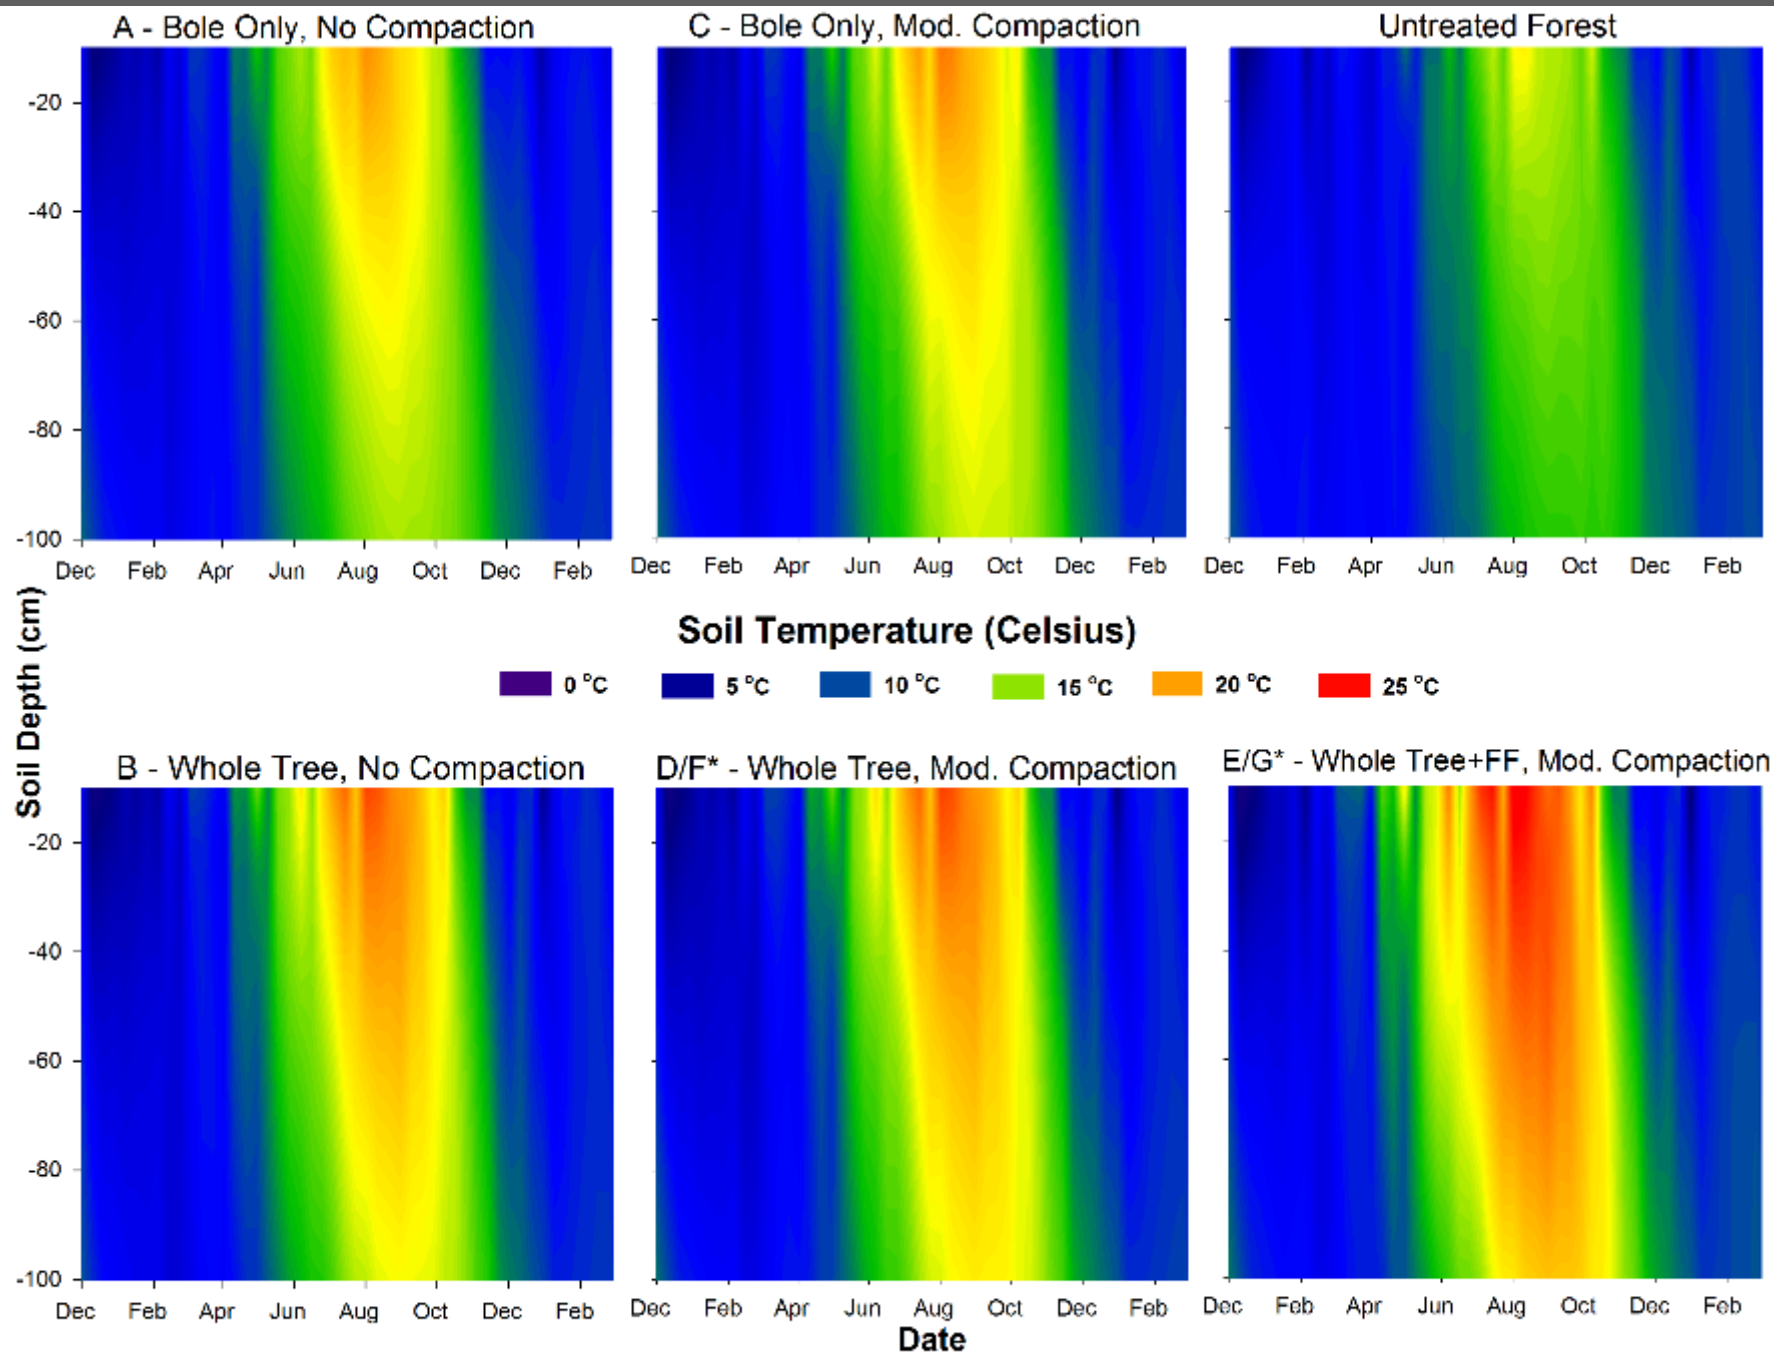 A - Bole Only, No Compaction
C - Bole Only, Mod. Compaction
Untreated Forest
-20
-40
-60
-80
-100
Dec Feb Apr Jun Aug Oct Dec Feb
Dec Feb Apr Jun Aug Oct Dec Feb
Dec Feb Apr Jun Aug Oct Dec Feb
Soil Depth (cm)
Soil Temperature (Celsius)
0 °C 5 °C 10 °C 15 °C 20 °C 25 °C
B - Whole Tree, No Compaction
D/F* - Whole Tree, Mod. Compaction
E/G* - Whole Tree+FF, Mod. Compaction
-20
-40
-60
-80
-100
Dec Feb Apr Jun Aug Oct Dec Feb
Dec Feb Apr Jun Aug Oct Dec Feb
Dec Feb Apr Jun Aug Oct Dec Feb
Date